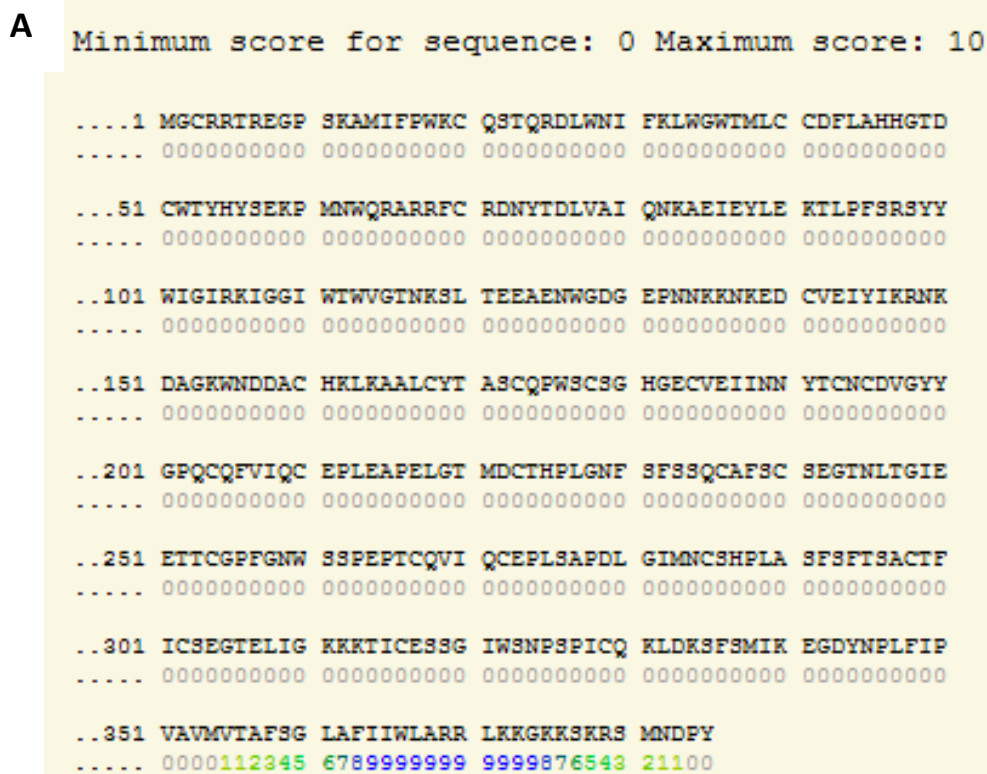 A
Minimum score for sequence: 0 Maximum score: 10
....1 MGCRRTREGP SKAMIFPWKC QSTQRDLWNI FKLWGWTMLC CDFLAHHGTD
..... 0000000000 0000000000 0000000000 0000000000 0000000000
...51 CWTYHYSEKP MNWQRARRFC RDNYTDLVAI QNKAEIEYLE KTLPFSRSYY
..... 0000000000 0000000000 0000000000 0000000000 0000000000
..101 WIGIRKIGGI WTWVGTNKSL TEEAENWGDG EPNNKKNKED CVEIYIKRNK
..... 0000000000 0000000000 0000000000 0000000000 0000000000
..151 DAGKWNDDAC HKLKAALCYT ASCQPWSCSG HGECVEIINN YTCNCDVGYY
..... 0000000000 0000000000 0000000000 0000000000 0000000000
..201 GPQCQFVIQC EPLEAPELGT MDCTHPLGNF SFSSQCAFSC SEGTNLTGIE
..... 0000000000 0000000000 0000000000 0000000000 0000000000
..251 ETTCGPFGNW SSPEPTCQVI QCEPLSAPDL GIMNCSHPLA SFSFTSACTF
..... 0000000000 0000000000 0000000000 0000000000 0000000000
..301 ICSEGTELIG KKKTICESSG IWSNPSPICQ KLDKSFSMIK EGDYNPLFIP
..... 0000000000 0000000000 0000000000 0000000000 0000000000
..351 VAVMVTAFSG LAFIIWLARR LKKGKKSKRS MNDPY
..... 0000112345 6789999999 9999876543 21100